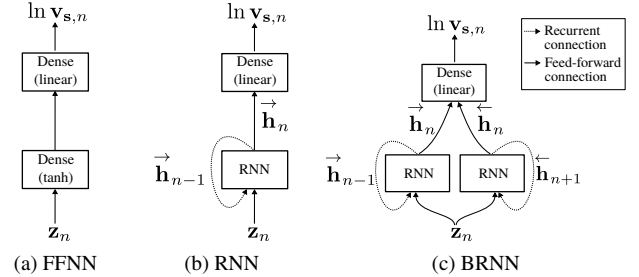 ln v_{s,n}
Dense
(linear)
Dense
(tanh)
z_n
(a) FFNN
ln v_{s,n}
Dense
(linear)
→h_n
→h_{n−1}
RNN
z_n
(b) RNN
ln v_{s,n}
Dense
(linear)
→h_n
←h_n
→h_{n−1}
RNN
RNN
←h_{n+1}
z_n
(c) BRNN
Recurrent
connection
Feed-forward
connection